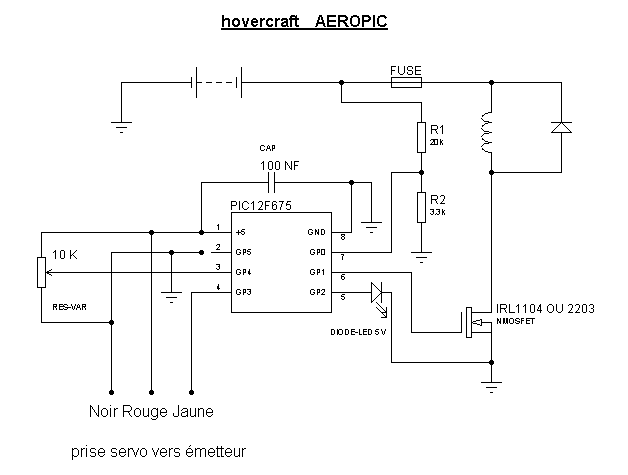 hovercraft AEROPIC
FUSE
R1
20k
CAP
100 NF
R2
3.3k
PIC12F675
1 +5 GND 8
2 GP5 GP0 7
3 GP4 GP1 6
4 GP3 GP2 5
10 K
RES-VAR
DIODE-LED 5V
IRL1104 OU 2203
NMOSFET
Noir Rouge Jaune
prise servo vers émetteur